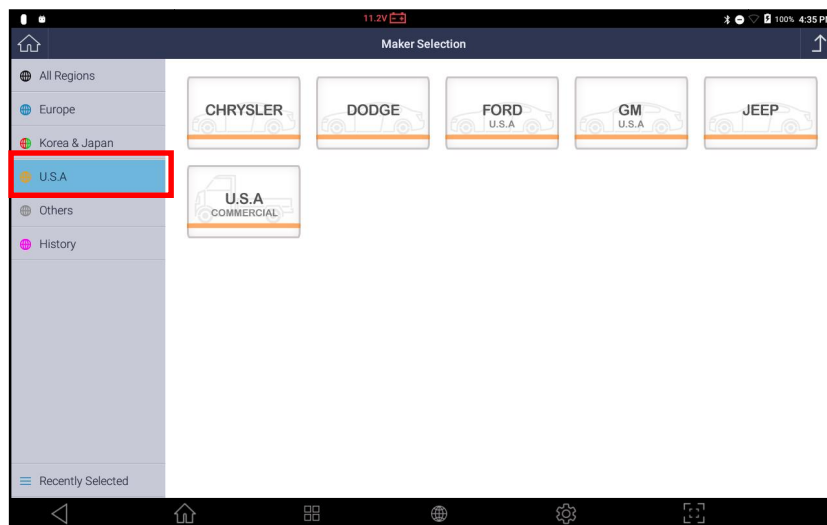 11.2V
100% 4:35 PM
Maker Selection
All Regions
Europe
Korea & Japan
U.S.A
Others
History
Recently Selected
CHRYSLER
DODGE
FORD
U.S.A
GM
U.S.A
JEEP
U.S.A
COMMERCIAL